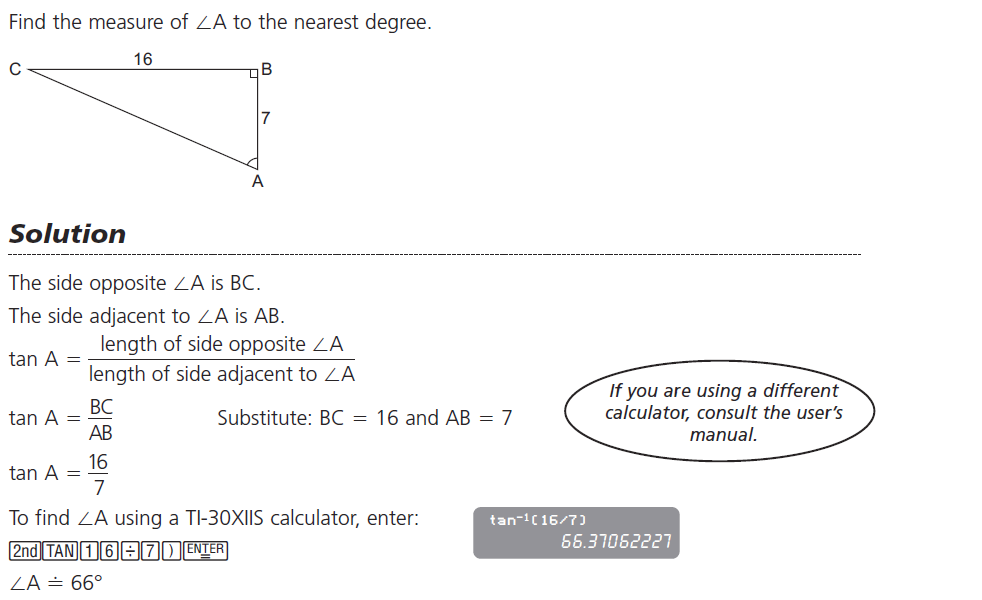 Find the measure of ∠A to the nearest degree.
16
C
B
7
A
Solution
The side opposite ∠A is BC.
The side adjacent to ∠A is AB.
tan A = length of side opposite ∠A / length of side adjacent to ∠A
tan A = BC / AB Substitute: BC = 16 and AB = 7
If you are using a different
calculator, consult the user's
manual.
tan A = 16 / 7
To find ∠A using a TI-30XIIS calculator, enter:
2nd TAN 1 6 ÷ 7 ) ENTER
tan⁻¹(16/7)
66.37062227
∠A ≐ 66°